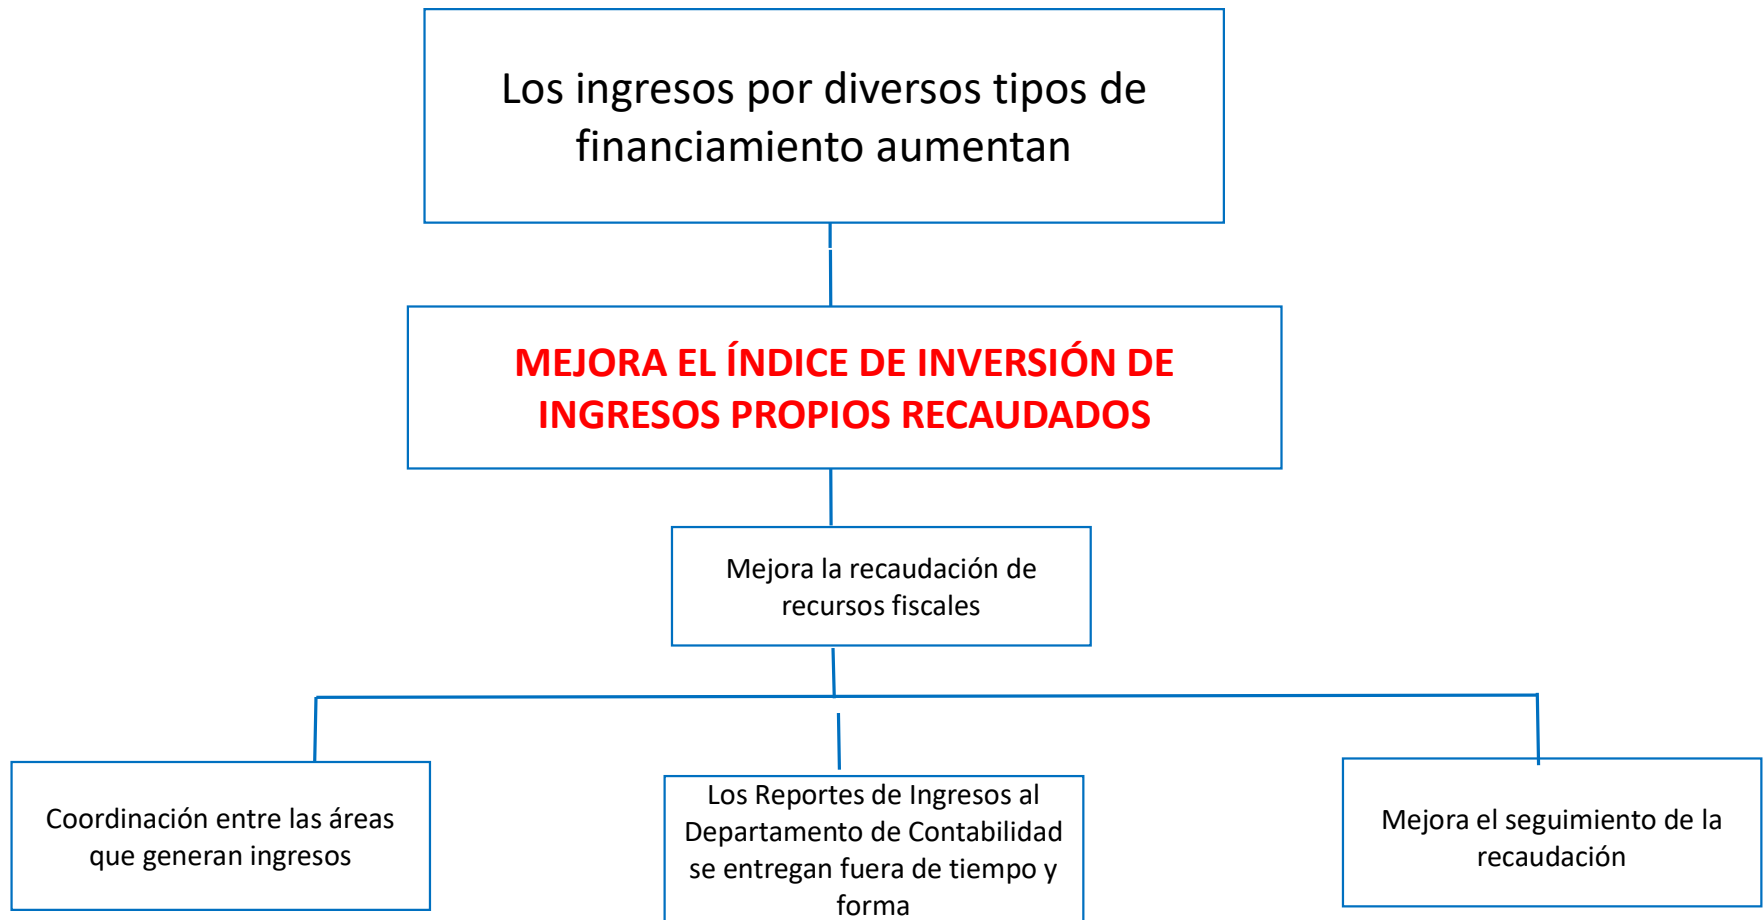 Los ingresos por diversos tipos de
financiamiento aumentan
MEJORA EL ÍNDICE DE INVERSIÓN DE
INGRESOS PROPIOS RECAUDADOS
Mejora la recaudación de
recursos fiscales
Coordinación entre las áreas
que generan ingresos
Los Reportes de Ingresos al
Departamento de Contabilidad
se entregan fuera de tiempo y
forma
Mejora el seguimiento de la
recaudación